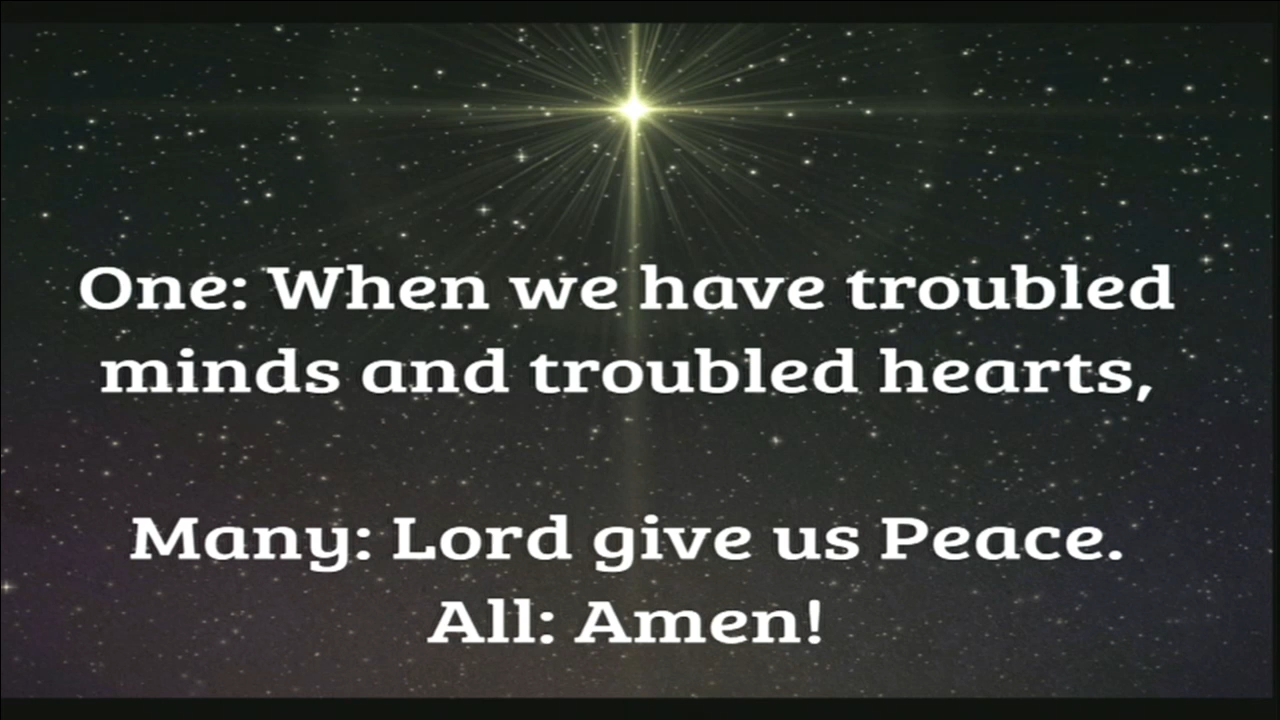 One: When we have troubled
minds and troubled hearts,
Many: Lord give us Peace.
All: Amen!